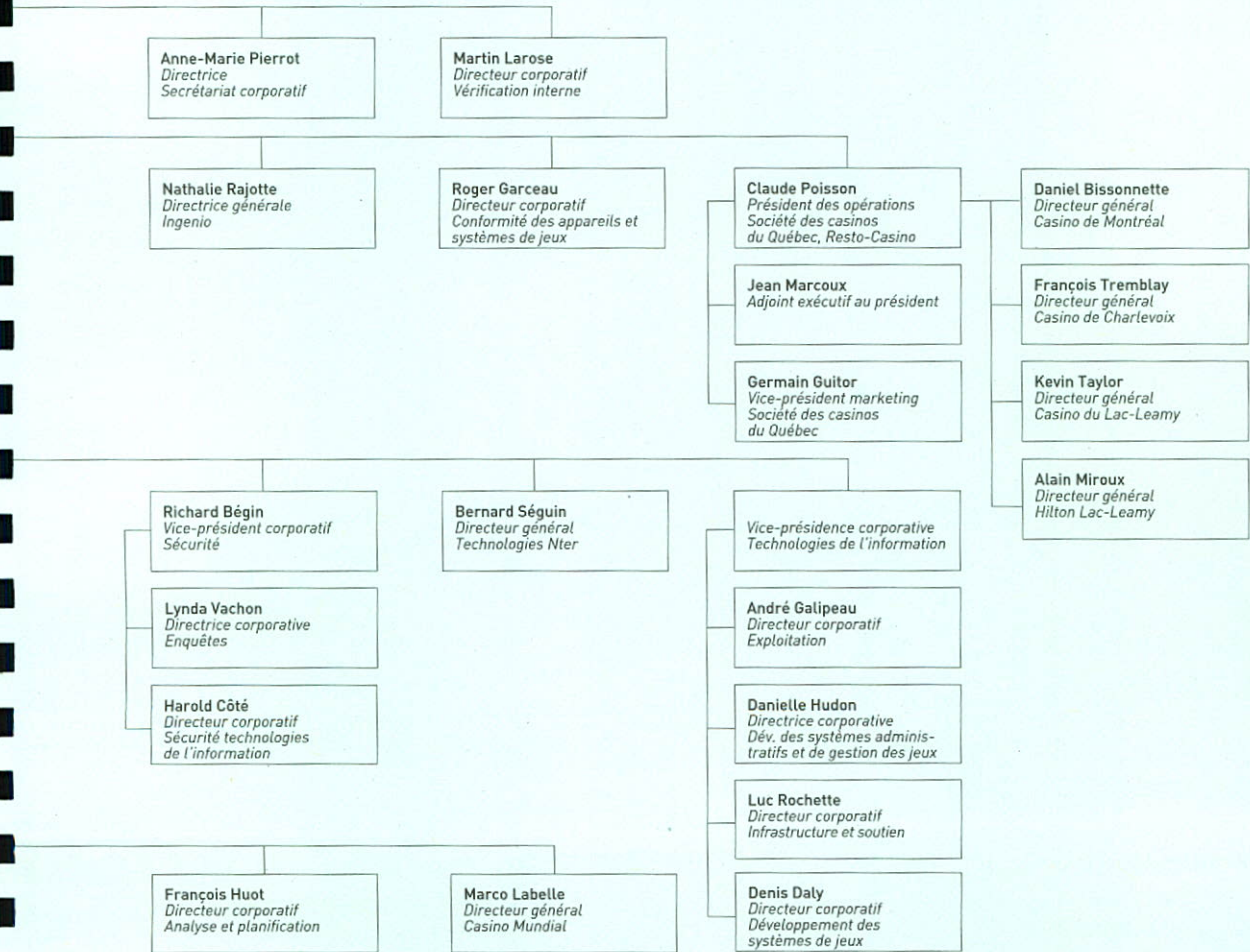 Anne-Marie Pierrot
Directrice
Secrétariat corporatif
Martin Larose
Directeur corporatif
Vérification interne
Nathalie Rajotte
Directrice générale
Ingenio
Roger Garceau
Directeur corporatif
Conformité des appareils et
systèmes de jeux
Claude Poisson
Président des opérations
Société des casinos
du Québec, Resto-Casino
Jean Marcoux
Adjoint exécutif au président
Germain Guitor
Vice-président marketing
Société des casinos
du Québec
Daniel Bissonnette
Directeur général
Casino de Montréal
François Tremblay
Directeur général
Casino de Charlevoix
Kevin Taylor
Directeur général
Casino du Lac-Leamy
Alain Miroux
Directeur général
Hilton Lac-Leamy
Richard Bégin
Vice-président corporatif
Sécurité
Lynda Vachon
Directrice corporative
Enquêtes
Harold Côté
Directeur corporatif
Sécurité technologies
de l'information
Bernard Séguin
Directeur général
Technologies Nter
Vice-présidence corporative
Technologies de l'information
André Galipeau
Directeur corporatif
Exploitation
Danielle Hudon
Directrice corporative
Dév. des systèmes adminis-
tratifs et de gestion des jeux
Luc Rochette
Directeur corporatif
Infrastructure et soutien
Denis Daly
Directeur corporatif
Développement des
systèmes de jeux
François Huot
Directeur corporatif
Analyse et planification
Marco Labelle
Directeur général
Casino Mundial